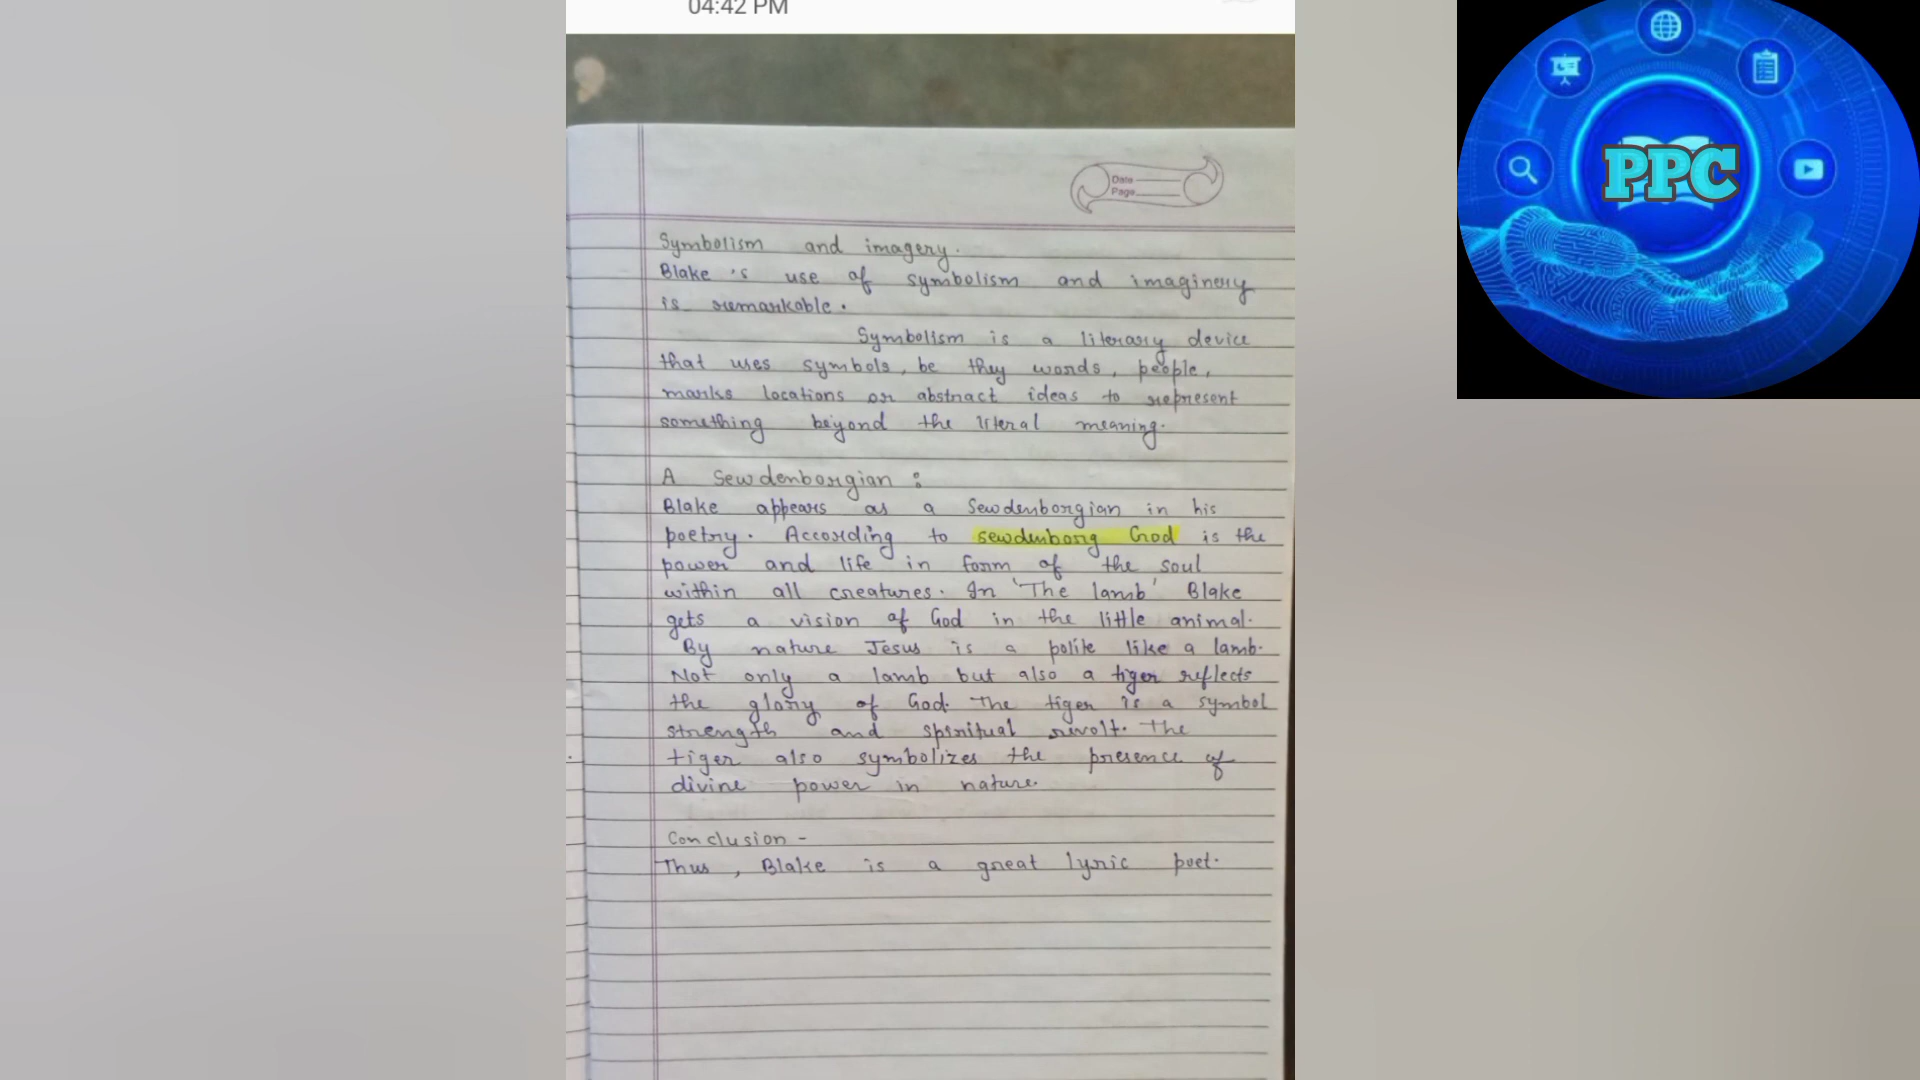 04:42 PM
PPC
Date
Page
Symbolism and imagery.
Blake's use of symbolism and imaginery
is remarkable.
Symbolism is a literary device
that uses symbols, be they words, people,
marks locations or abstract ideas to represent
something beyond the literal meaning.
A Sewdenborgian :
Blake appears as a Sewdenborgian in his
poetry. According to sewdenborg God is the
power and life in form of the soul
within all creatures. In 'The lamb' Blake
gets a vision of God in the little animal.
By nature Jesus is a polite like a lamb.
Not only a lamb but also a tiger reflects
the glory of God. The tiger is a symbol
strength and spiritual revolt. The
tiger also symbolizes the presence of
divine power in nature.
Conclusion -
Thus, Blake is a great lyric poet.